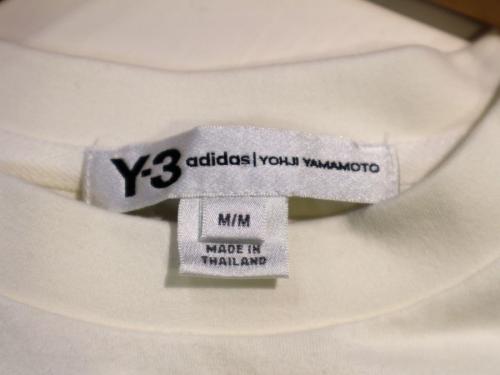 Y-3 adidas | YOHJI YAMAMOTO
M/M
MADE IN
THAILAND